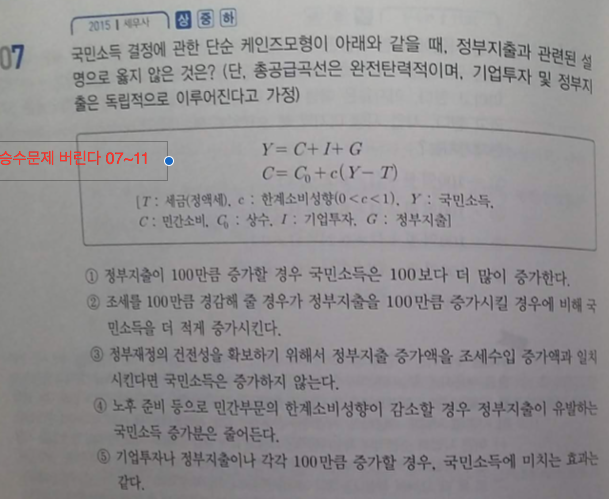 2015 | 세무사 상 중 하
07 국민소득 결정에 관한 단순 케인즈모형이 아래와 같을 때, 정부지출과 관련된 설
명으로 옳지 않은 것은? (단, 총공급곡선은 완전탄력적이며, 기업투자 및 정부지
출은 독립적으로 이루어진다고 가정)
승수문제 버린다 07~11
Y = C + I + G
C = C₀ + c(Y − T)
[T : 세금(정액세), c : 한계소비성향(0 < c < 1), Y : 국민소득,
C : 민간소비, C₀ : 상수, I : 기업투자, G : 정부지출]
① 정부지출이 100만큼 증가할 경우 국민소득은 100보다 더 많이 증가한다.
② 조세를 100만큼 경감해 줄 경우가 정부지출을 100만큼 증가시킬 경우에 비해 국
민소득을 더 적게 증가시킨다.
③ 정부재정의 건전성을 확보하기 위해서 정부지출 증가액을 조세수입 증가액과 일치
시킨다면 국민소득은 증가하지 않는다.
④ 노후 준비 등으로 민간부문의 한계소비성향이 감소할 경우 정부지출이 유발하는
국민소득 증가분은 줄어든다.
⑤ 기업투자나 정부지출이나 각각 100만큼 증가할 경우, 국민소득에 미치는 효과는
같다.